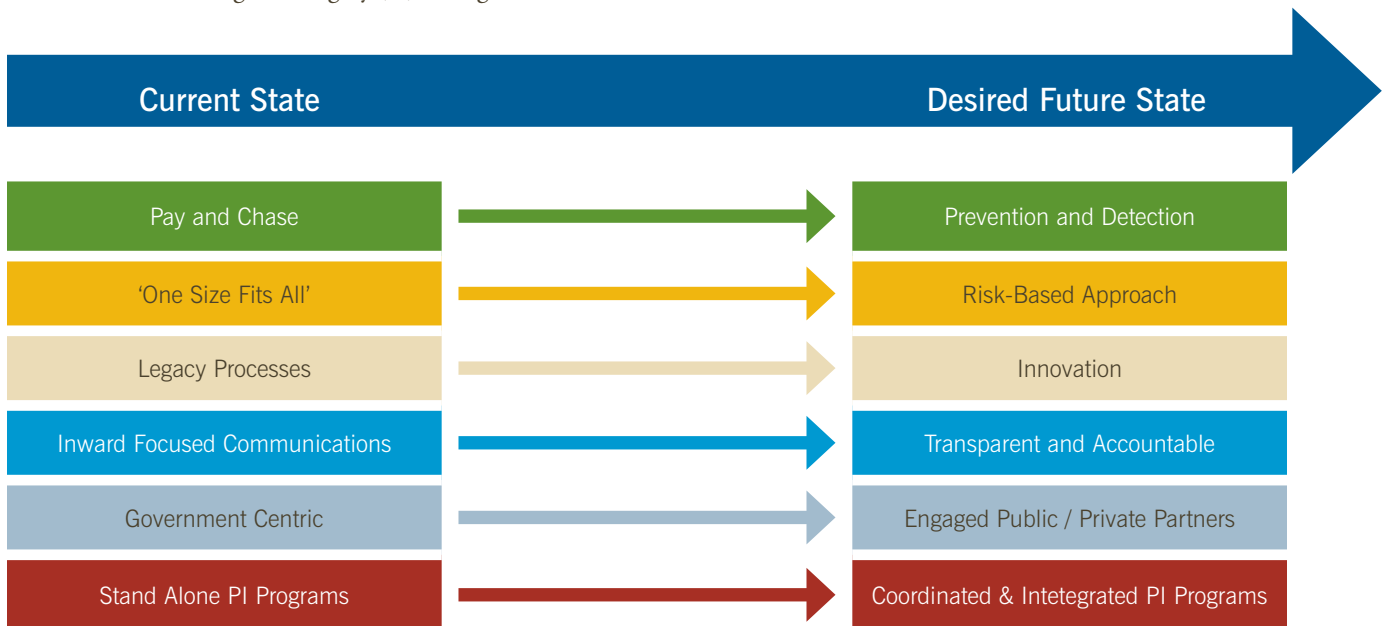 Current State
Desired Future State
Pay and Chase
Prevention and Detection
‘One Size Fits All’
Risk-Based Approach
Legacy Processes
Innovation
Inward Focused Communications
Transparent and Accountable
Government Centric
Engaged Public / Private Partners
Stand Alone PI Programs
Coordinated & Intetegrated PI Programs